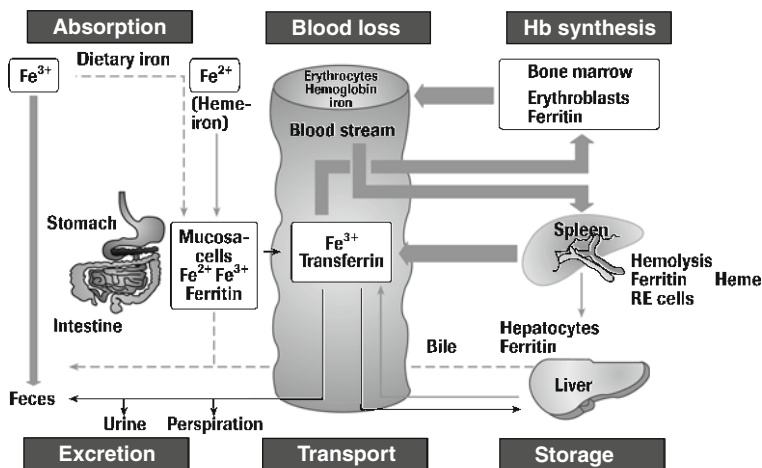 Absorption
Blood loss
Hb synthesis
Dietary iron
Fe³⁺
Fe²⁺
(Heme-
iron)
Erythrocytes
Hemoglobin
iron
Blood stream
Bone marrow
Erythroblasts
Ferritin
Stomach
Intestine
Mucosa-
cells
Fe²⁺ Fe³⁺
Ferritin
Fe³⁺
Transferrin
Spleen
Hemolysis
Ferritin
RE cells
Heme
Hepatocytes
Ferritin
Bile
Liver
Feces
Urine
Perspiration
Excretion
Transport
Storage